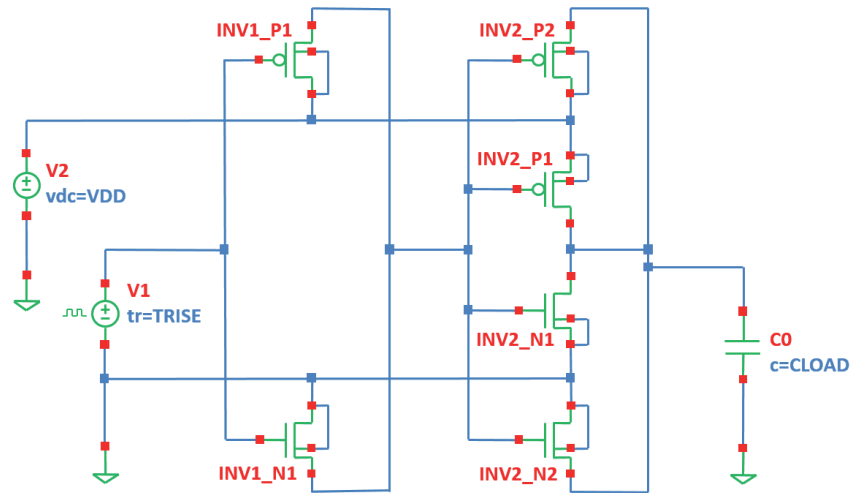 INV1_P1
INV2_P2
INV2_P1
V2
vdc=VDD
V1
tr=TRISE
INV2_N1
C0
c=CLOAD
INV1_N1
INV2_N2